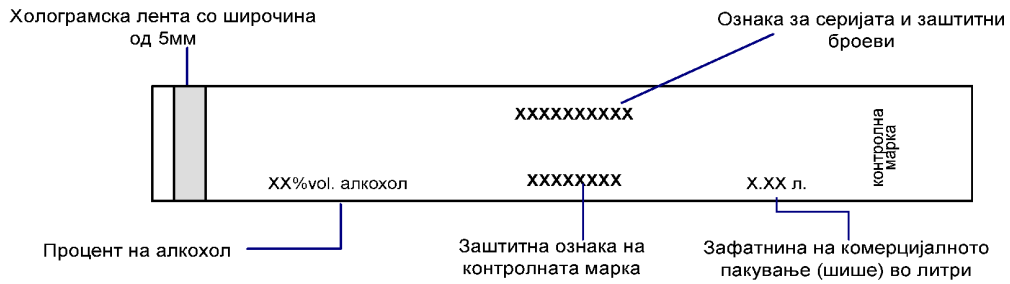 Холограмска лента со широчина
од 5мм
Ознака за серијата и заштитни
броеви
XXXXXXXXXX
контролна
марка
XX%vol. алкохол
XXXXXXXX
X.XX л.
Процент на алкохол
Заштитна ознака на
контролната марка
Зафатнина на комерцијалното
пакување (шише) во литри